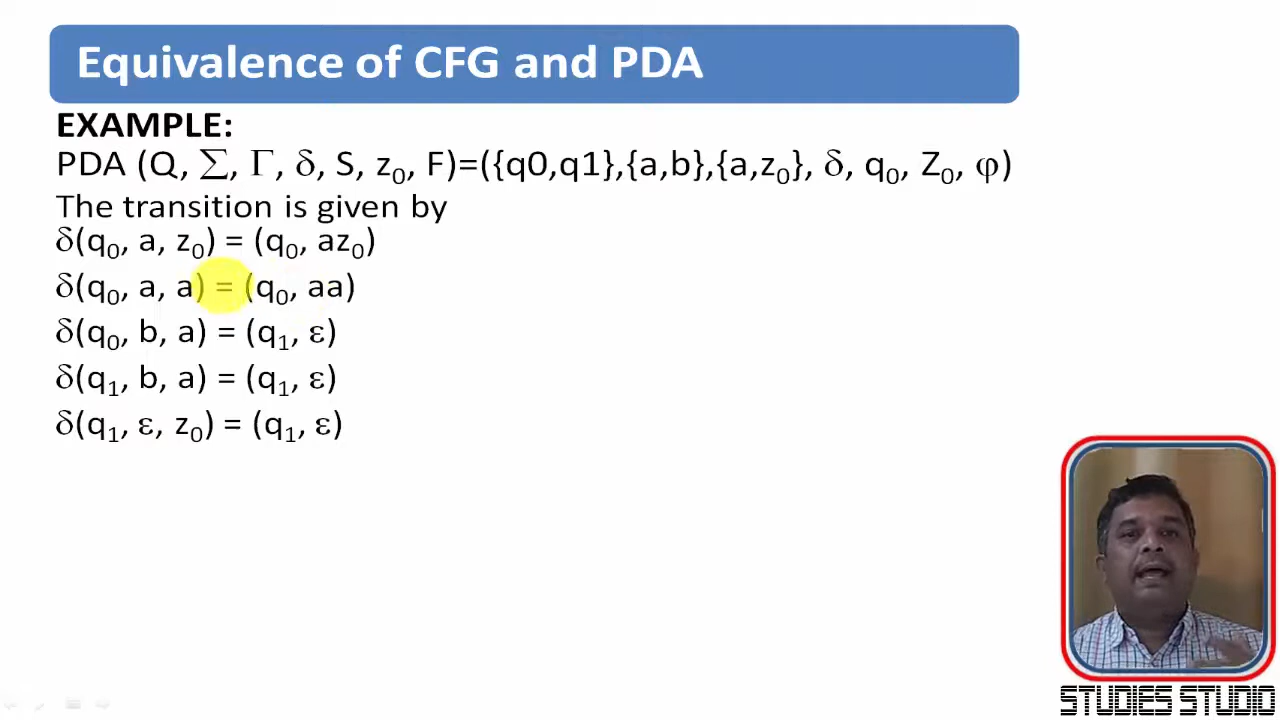 Equivalence of CFG and PDA
EXAMPLE:
PDA (Q, ∑, Γ, δ, S, z₀, F)=({q0,q1},{a,b},{a,z₀}, δ, q₀, Z₀, φ)
The transition is given by
δ(q₀, a, z₀) = (q₀, az₀)
δ(q₀, a, a) = (q₀, aa)
δ(q₀, b, a) = (q₁, ε)
δ(q₁, b, a) = (q₁, ε)
δ(q₁, ε, z₀) = (q₁, ε)
STUDIES STUDIO